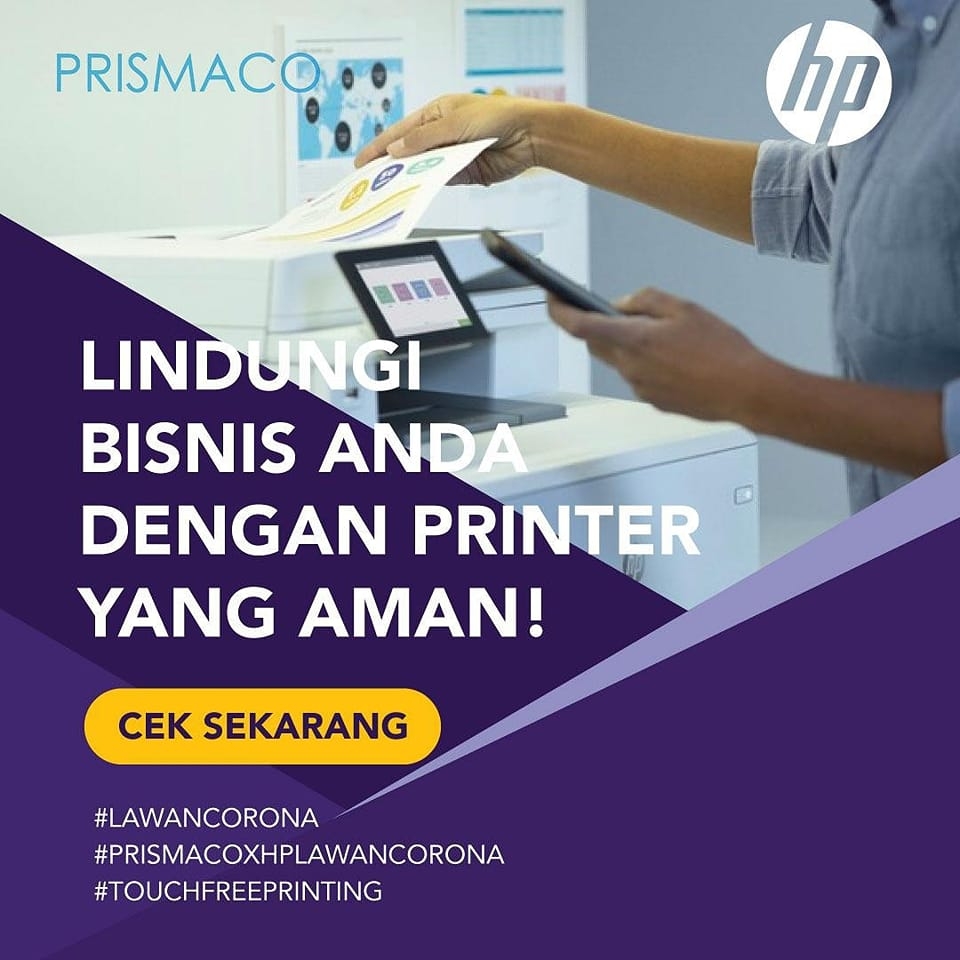 PRISMACO
hp
LINDUNGI
BISNIS ANDA
DENGAN PRINTER
YANG AMAN!
CEK SEKARANG
#LAWANCORONA
#PRISMACOXHPLAWANCORONA
#TOUCHFREEPRINTING